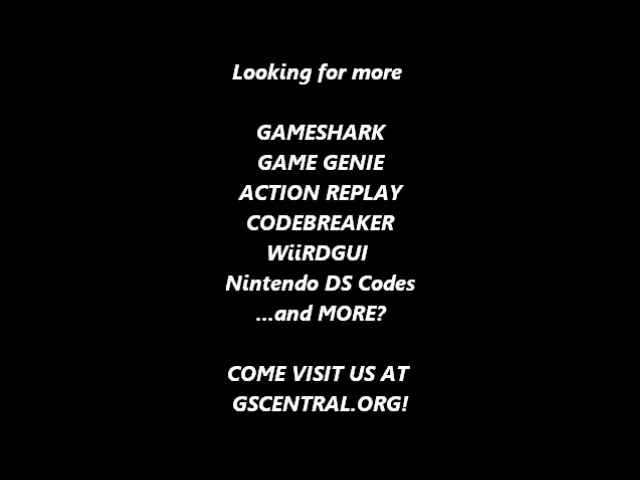 Looking for more
GAMESHARK
GAME GENIE
ACTION REPLAY
CODEBREAKER
WiiRDGUI
Nintendo DS Codes
...and MORE?
COME VISIT US AT
GSCENTRAL.ORG!